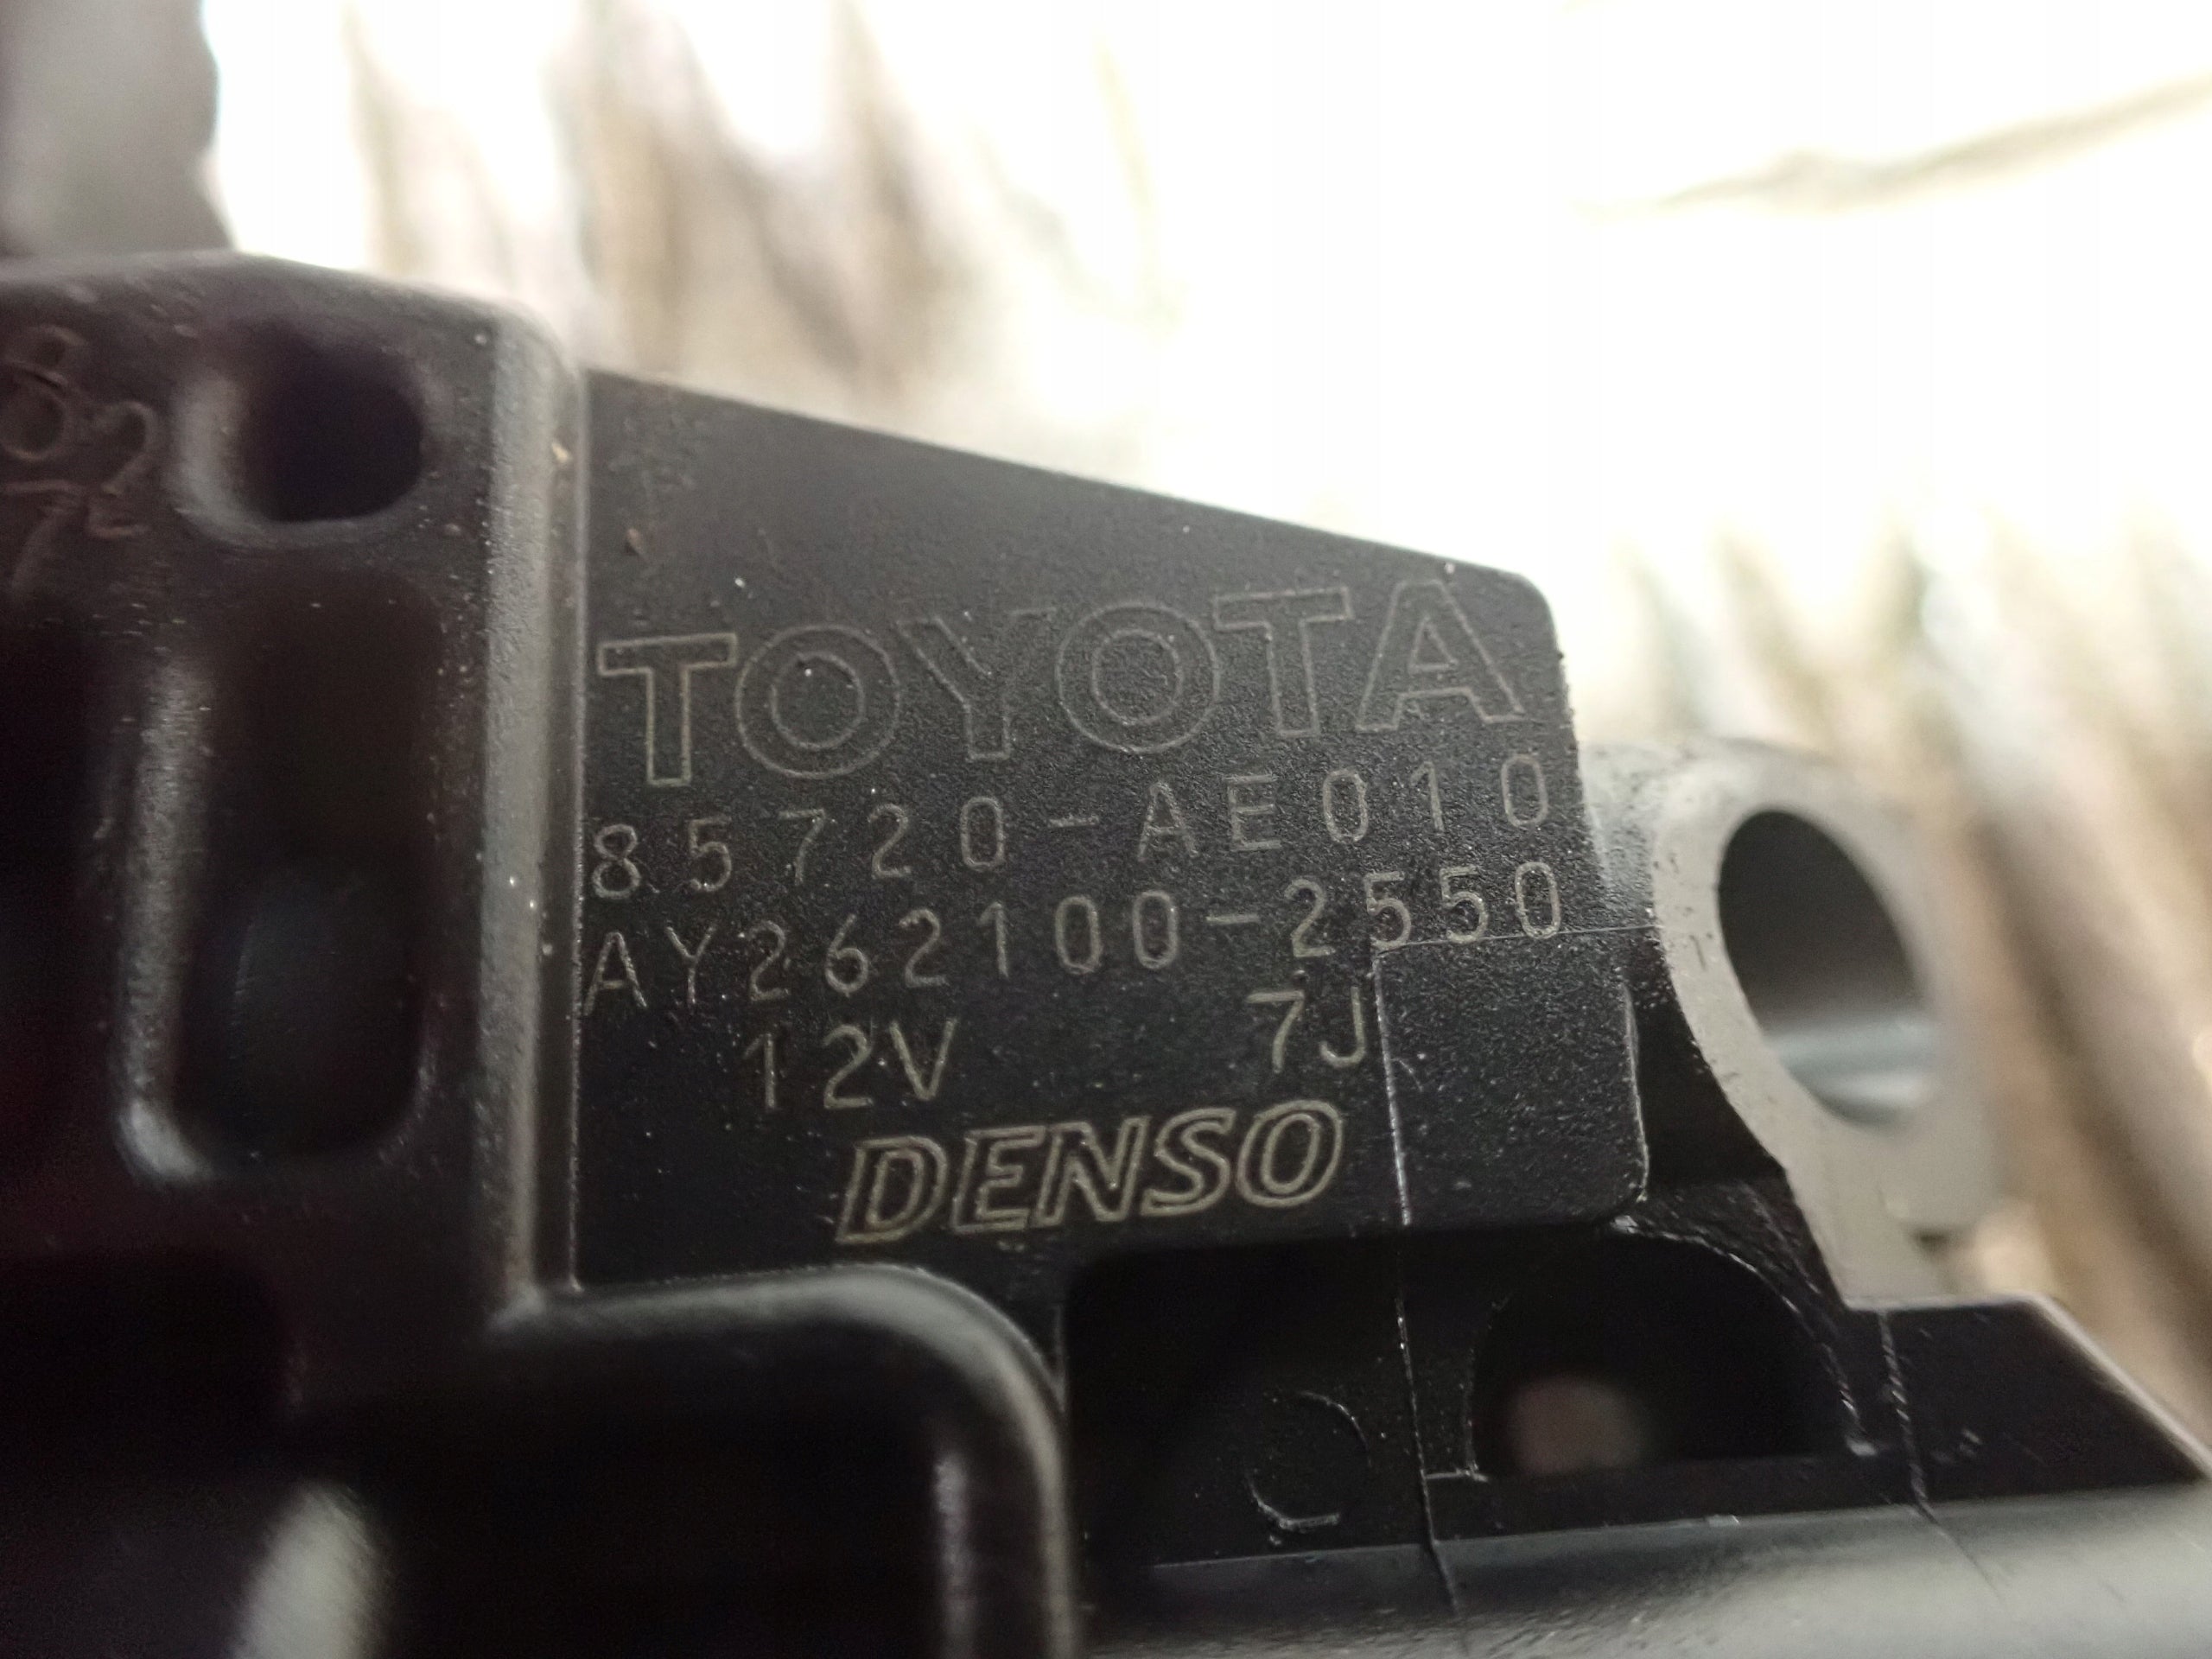 TOYOTA
85720-AE010
AY262100-2550
12V 7J
DENSO